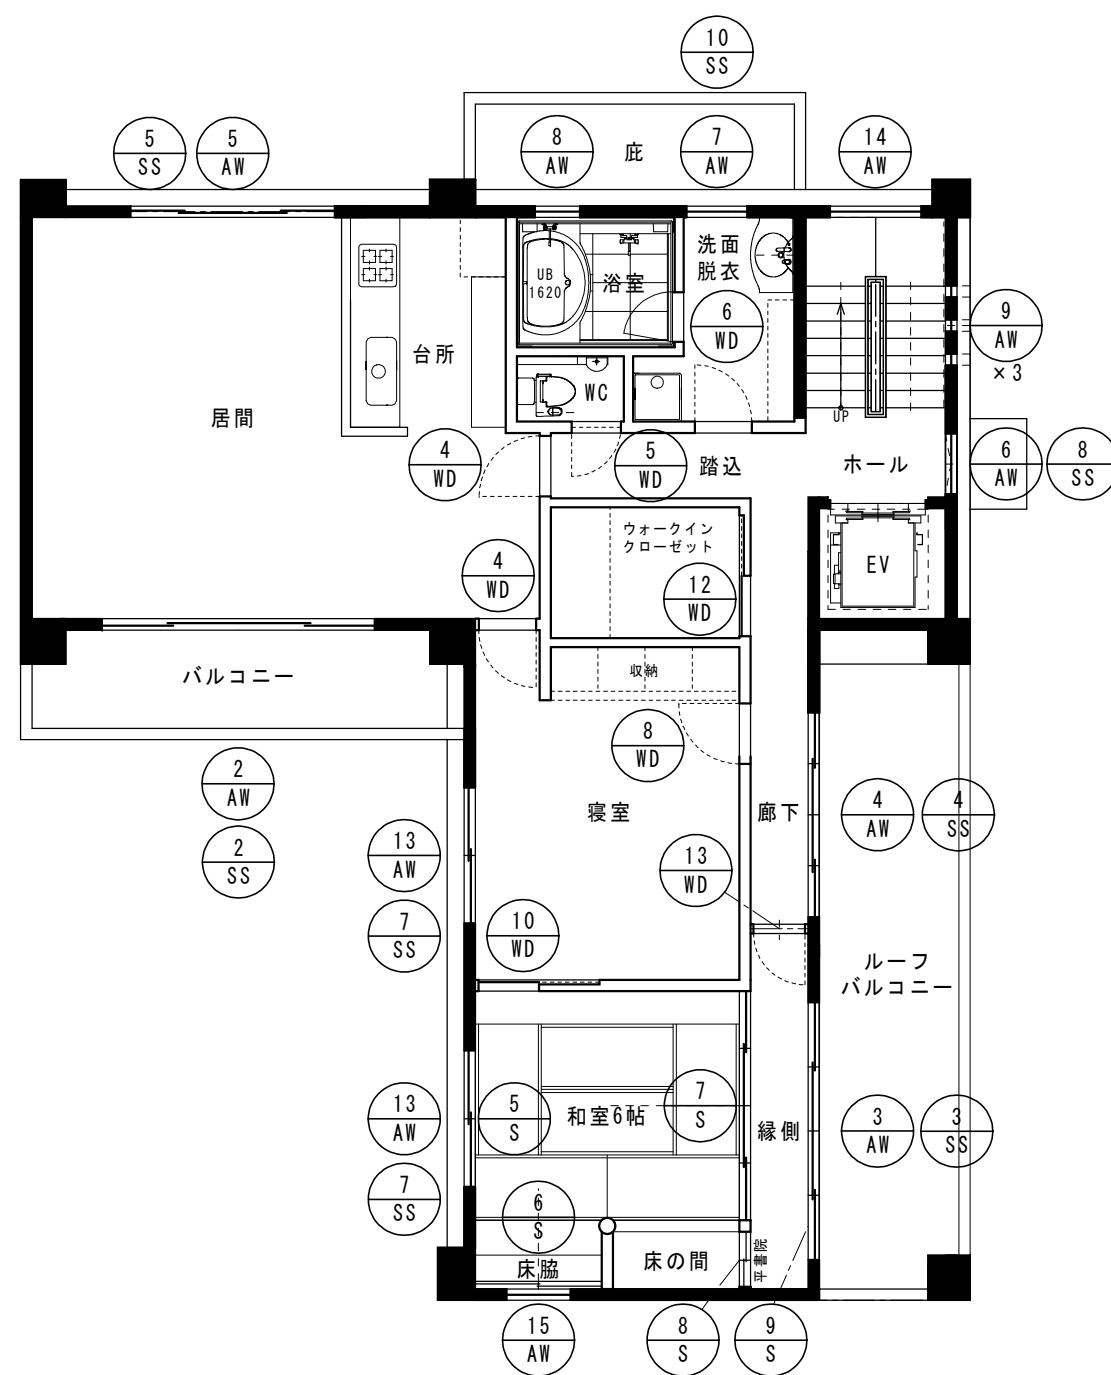 10
SS
5
SS
5
AW
8
AW
庇
7
AW
14
AW
洗面
脱衣
UB
1620
浴室
6
WD
9
AW
×3
台所
WC
居間
UP
4
WD
5
WD
踏込
ホール
6
AW
8
SS
ウォークイン
クローゼット
EV
4
WD
12
WD
バルコニー
収納
8
WD
2
AW
寝室
廊下
4
AW
4
SS
2
SS
13
AW
13
WD
7
SS
10
WD
ルーフ
バルコニー
13
AW
5
S
和室6帖
7
S
縁側
3
AW
3
SS
7
SS
6
S
床脇
床の間
平書院
15
AW
8
S
9
S